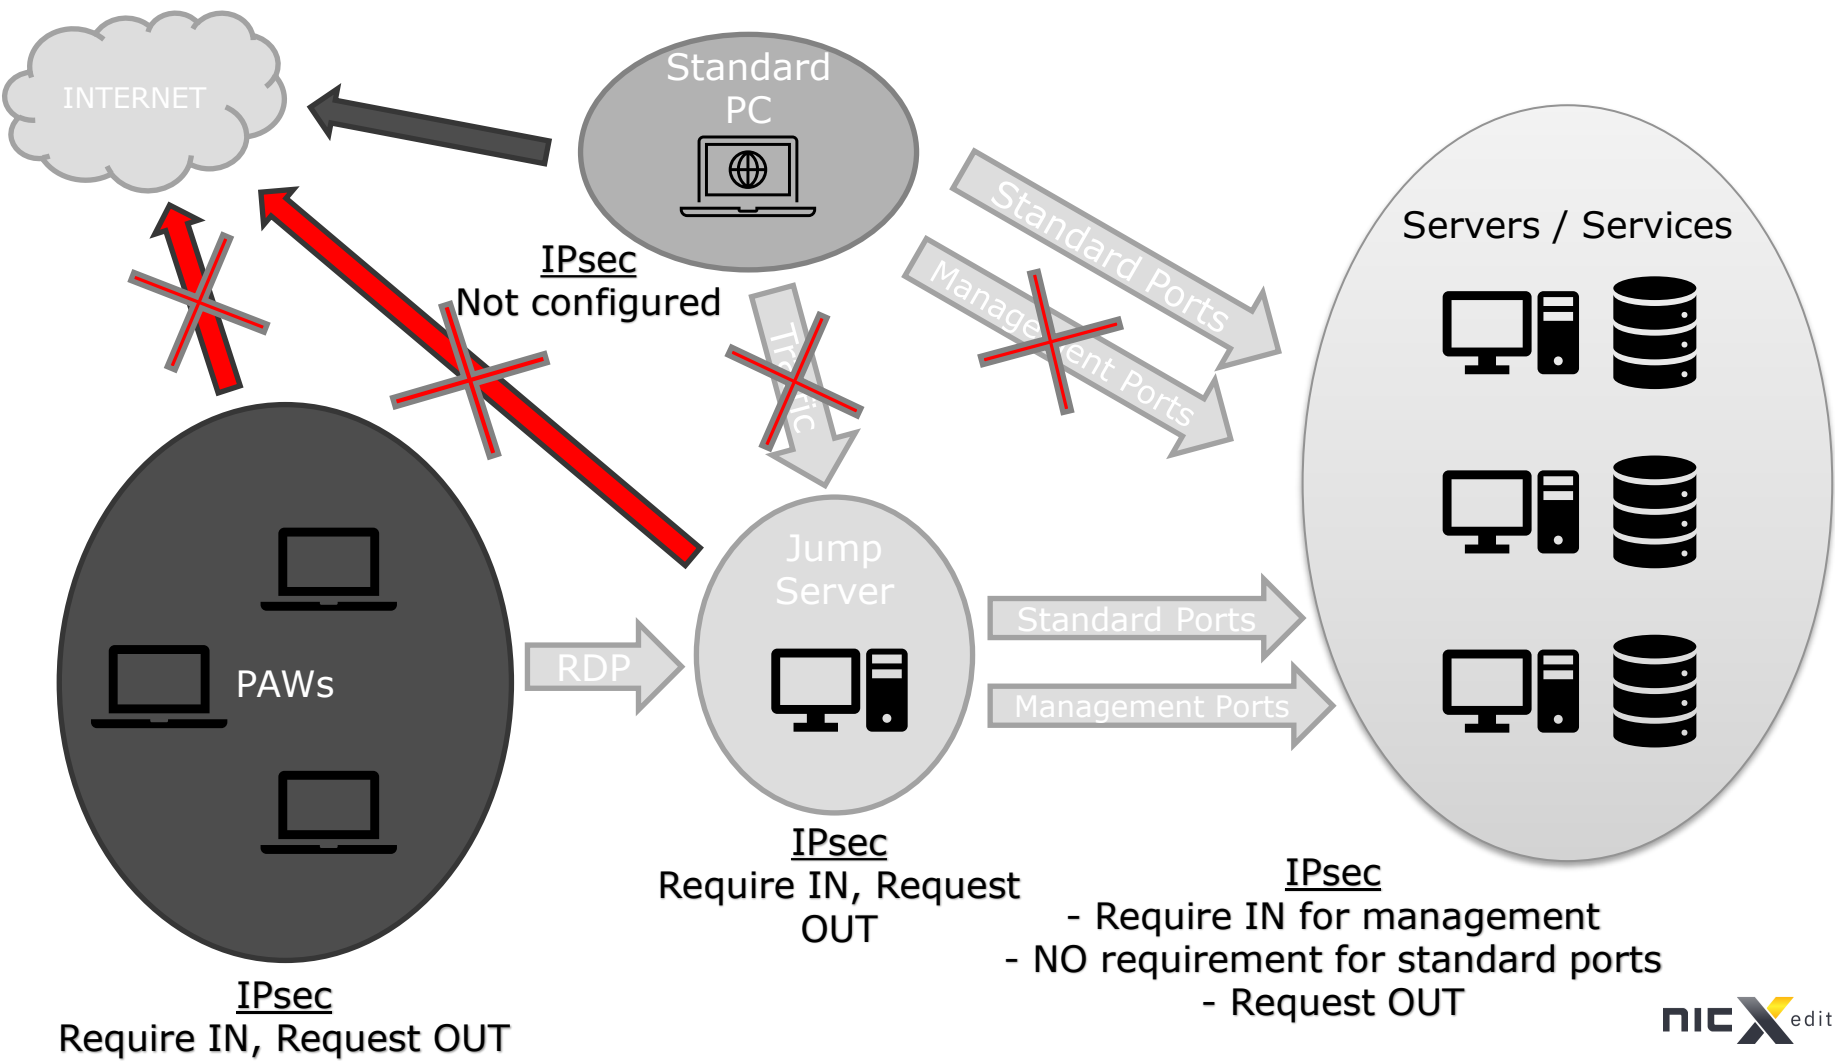 INTERNET
Standard
PC
IPsec
Not configured
Standard Ports
Management Ports
Traffic
Servers / Services
PAWs
RDP
Jump
Server
Standard Ports
Management Ports
IPsec
Require IN, Request
OUT
IPsec
- Require IN for management
- NO requirement for standard ports
- Request OUT
IPsec
Require IN, Request OUT
nicX edit